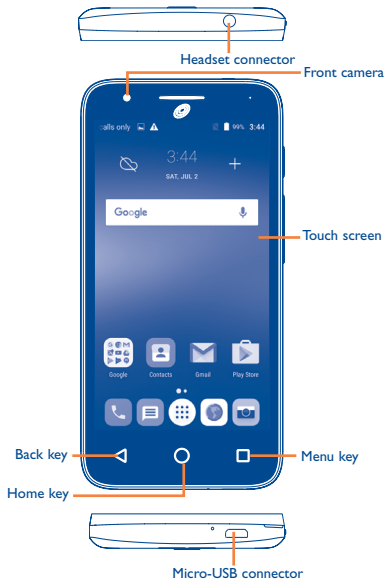 Headset connector
Front camera
calls only 99% 3:44
3:44
SAT, JUL 2
Google
Touch screen
Google Contacts Gmail Play Store
Back key
Menu key
Home key
Micro-USB connector